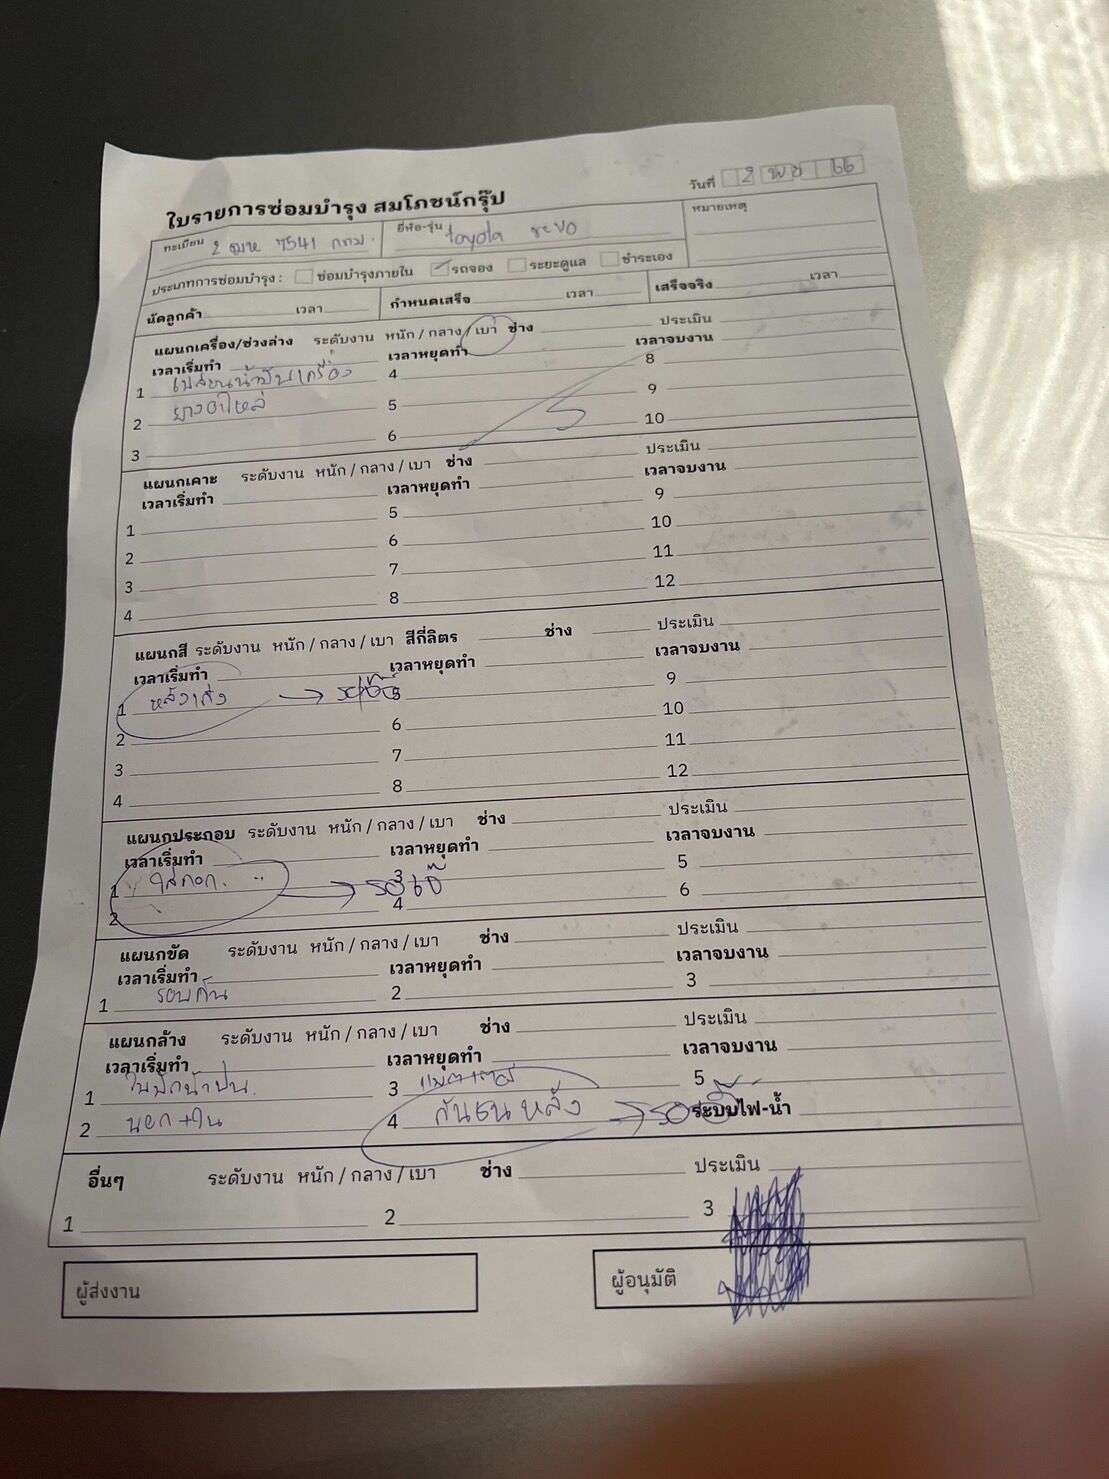 ใบรายการซ่อมบำรุง สมโภชน์กรุ๊ป
วันที่ 2 พย 66
ทะเบียน 2 ฒห 7541 กทม. ยี่ห้อ-รุ่น toyota revo หมายเหตุ
ประเภทการซ่อมบำรุง : ซ่อมบำรุงภายใน รถจอง ระยะดูแล ชำระเอง
นัดลูกค้า เวลา กำหนดเสร็จ เวลา เสร็จจริง เวลา
แผนกเครื่อง/ช่วงล่าง ระดับงาน หนัก / กลาง / เบา ช่าง ประเมิน
เวลาเริ่มทำ เวลาหยุดทำ เวลาจบงาน
1 เปลี่ยนน้ำมันเครื่อง 4 8
2 ยางอะไหล่ 5 9
3 6 10
แผนกเคาะ ระดับงาน หนัก / กลาง / เบา ช่าง ประเมิน
เวลาเริ่มทำ เวลาหยุดทำ เวลาจบงาน
1 5 9
2 6 10
3 7 11
4 8 12
แผนกสี ระดับงาน หนัก / กลาง / เบา สีกี่ลิตร ช่าง ประเมิน
เวลาเริ่มทำ เวลาหยุดทำ เวลาจบงาน
1 หลังเก๋ง 5 9
2 6 10
3 7 11
4 8 12
แผนกประกอบ ระดับงาน หนัก / กลาง / เบา ช่าง ประเมิน
เวลาเริ่มทำ เวลาหยุดทำ เวลาจบงาน
1 3 5
2 4 6
แผนกขัด ระดับงาน หนัก / กลาง / เบา ช่าง ประเมิน
เวลาเริ่มทำ เวลาหยุดทำ เวลาจบงาน
1 รอบคัน 2 3
แผนกล้าง ระดับงาน หนัก / กลาง / เบา ช่าง ประเมิน
เวลาเริ่มทำ เวลาหยุดทำ เวลาจบงาน
1 3 5
2 นอก+ใน 4 กันชนหลัง ระบบไฟ-น้ำ
อื่นๆ ระดับงาน หนัก / กลาง / เบา ช่าง ประเมิน
1 2 3
ผู้ส่งงาน ผู้อนุมัติ